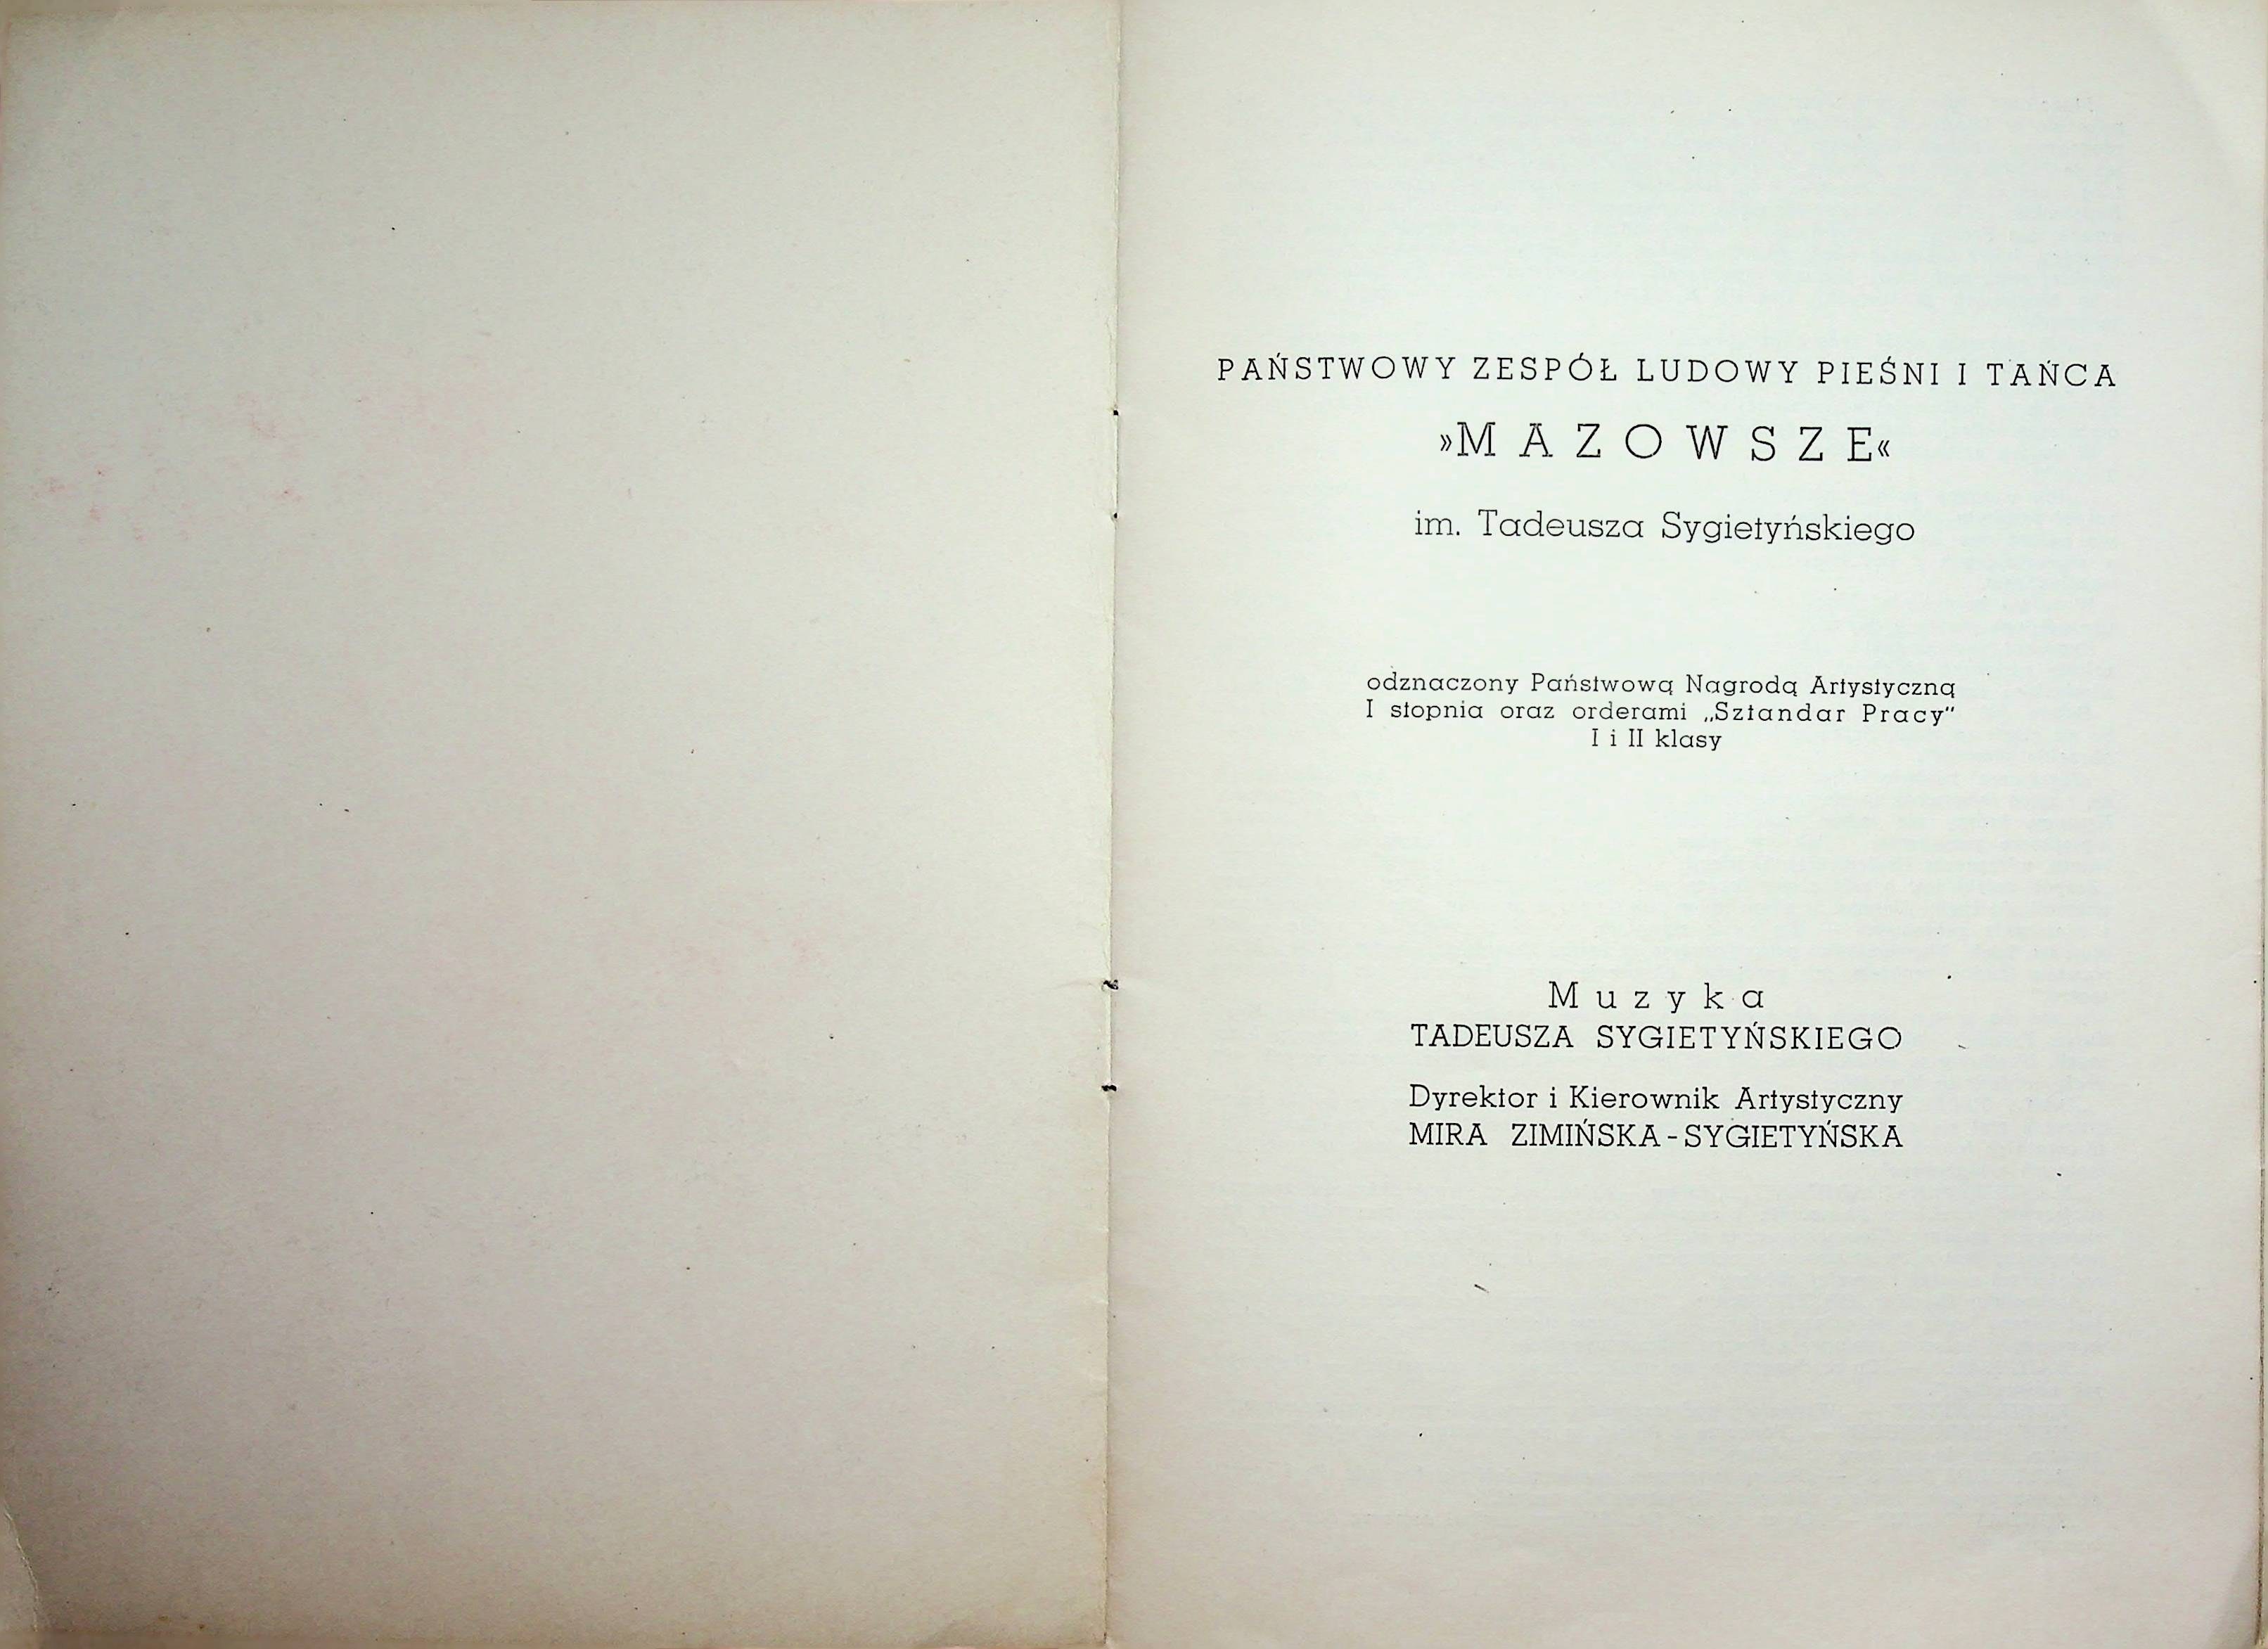 PAŃSTWOWY ZESPÓŁ LUDOWY PIEŚNI I TAŃCA
»MAZOWSZE«
im. Tadeusza Sygietyńskiego
odznaczony Państwową Nagrodą Artystyczną
I stopnia oraz orderami „Sztandar Pracy"
I i II klasy
Muzyka
TADEUSZA SYGIETYŃSKIEGO
Dyrektor i Kierownik Artystyczny
MIRA ZIMIŃSKA-SYGIETYŃSKA